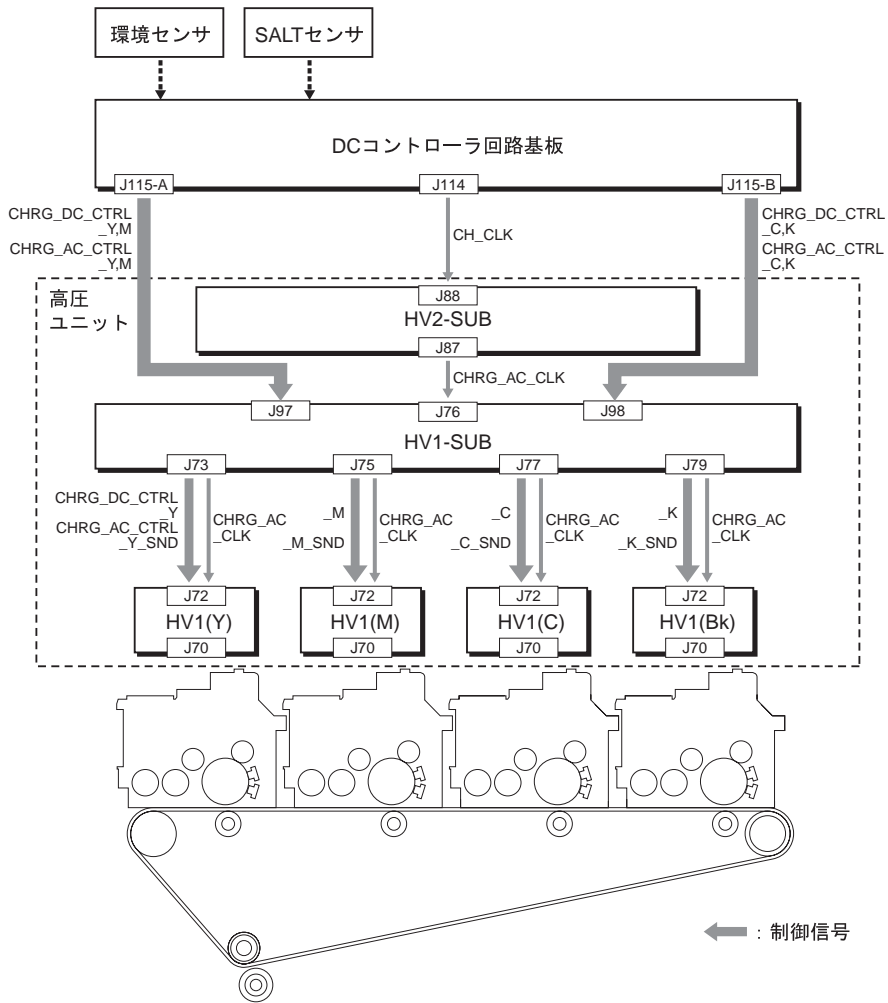 環境センサ
SALTセンサ
DCコントローラ回路基板
J115-A
J114
J115-B
CHRG_DC_CTRL
_Y,M
CHRG_AC_CTRL
_Y,M
CH_CLK
CHRG_DC_CTRL
_C,K
CHRG_AC_CTRL
_C,K
高圧
ユニット
J88
HV2-SUB
J87
CHRG_AC_CLK
J97
J76
J98
HV1-SUB
J73
J75
J77
J79
CHRG_DC_CTRL
_Y
CHRG_AC_CTRL
_Y_SND
CHRG_AC
_CLK
_M
_M_SND
CHRG_AC
_CLK
_C
_C_SND
CHRG_AC
_CLK
_K
_K_SND
CHRG_AC
_CLK
J72
HV1(Y)
J70
J72
HV1(M)
J70
J72
HV1(C)
J70
J72
HV1(Bk)
J70
：制御信号